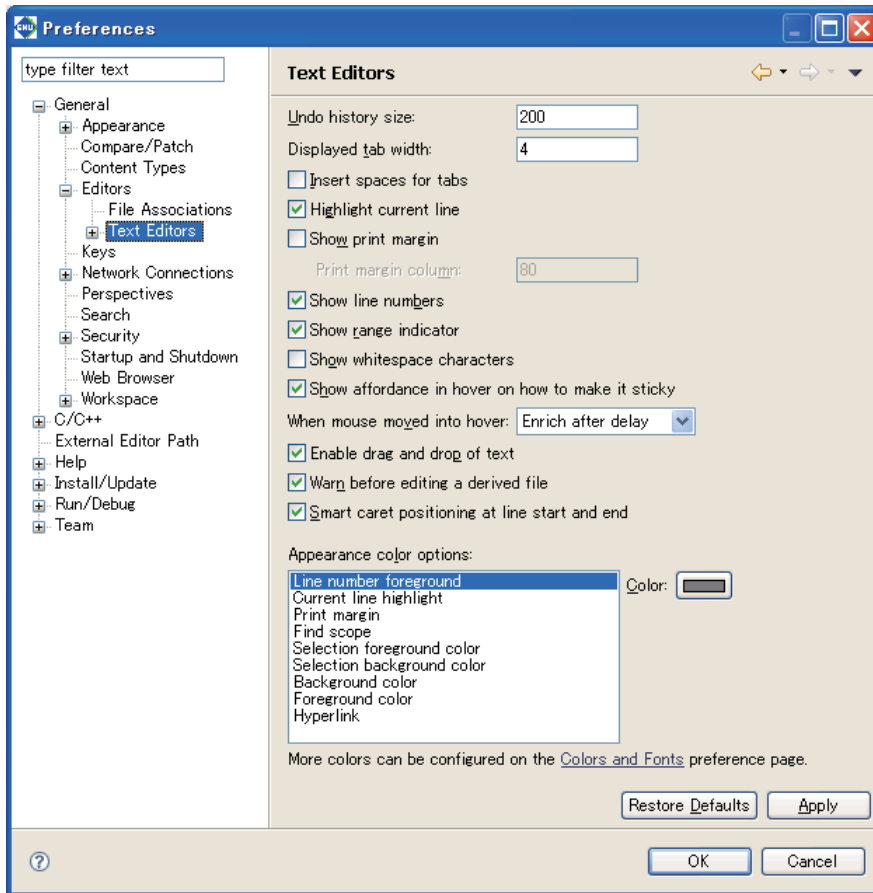 GNU Preferences
type filter text
General
Appearance
Compare/Patch
Content Types
Editors
File Associations
Text Editors
Keys
Network Connections
Perspectives
Search
Security
Startup and Shutdown
Web Browser
Workspace
C/C++
External Editor Path
Help
Install/Update
Run/Debug
Team
Text Editors
Undo history size: 200
Displayed tab width: 4
Insert spaces for tabs
Highlight current line
Show print margin
Print margin column: 80
Show line numbers
Show range indicator
Show whitespace characters
Show affordance in hover on how to make it sticky
When mouse moved into hover: Enrich after delay
Enable drag and drop of text
Warn before editing a derived file
Smart caret positioning at line start and end
Appearance color options:
Line number foreground
Current line highlight
Print margin
Find scope
Selection foreground color
Selection background color
Background color
Foreground color
Hyperlink
Color:
More colors can be configured on the Colors and Fonts preference page.
Restore Defaults Apply
? OK Cancel